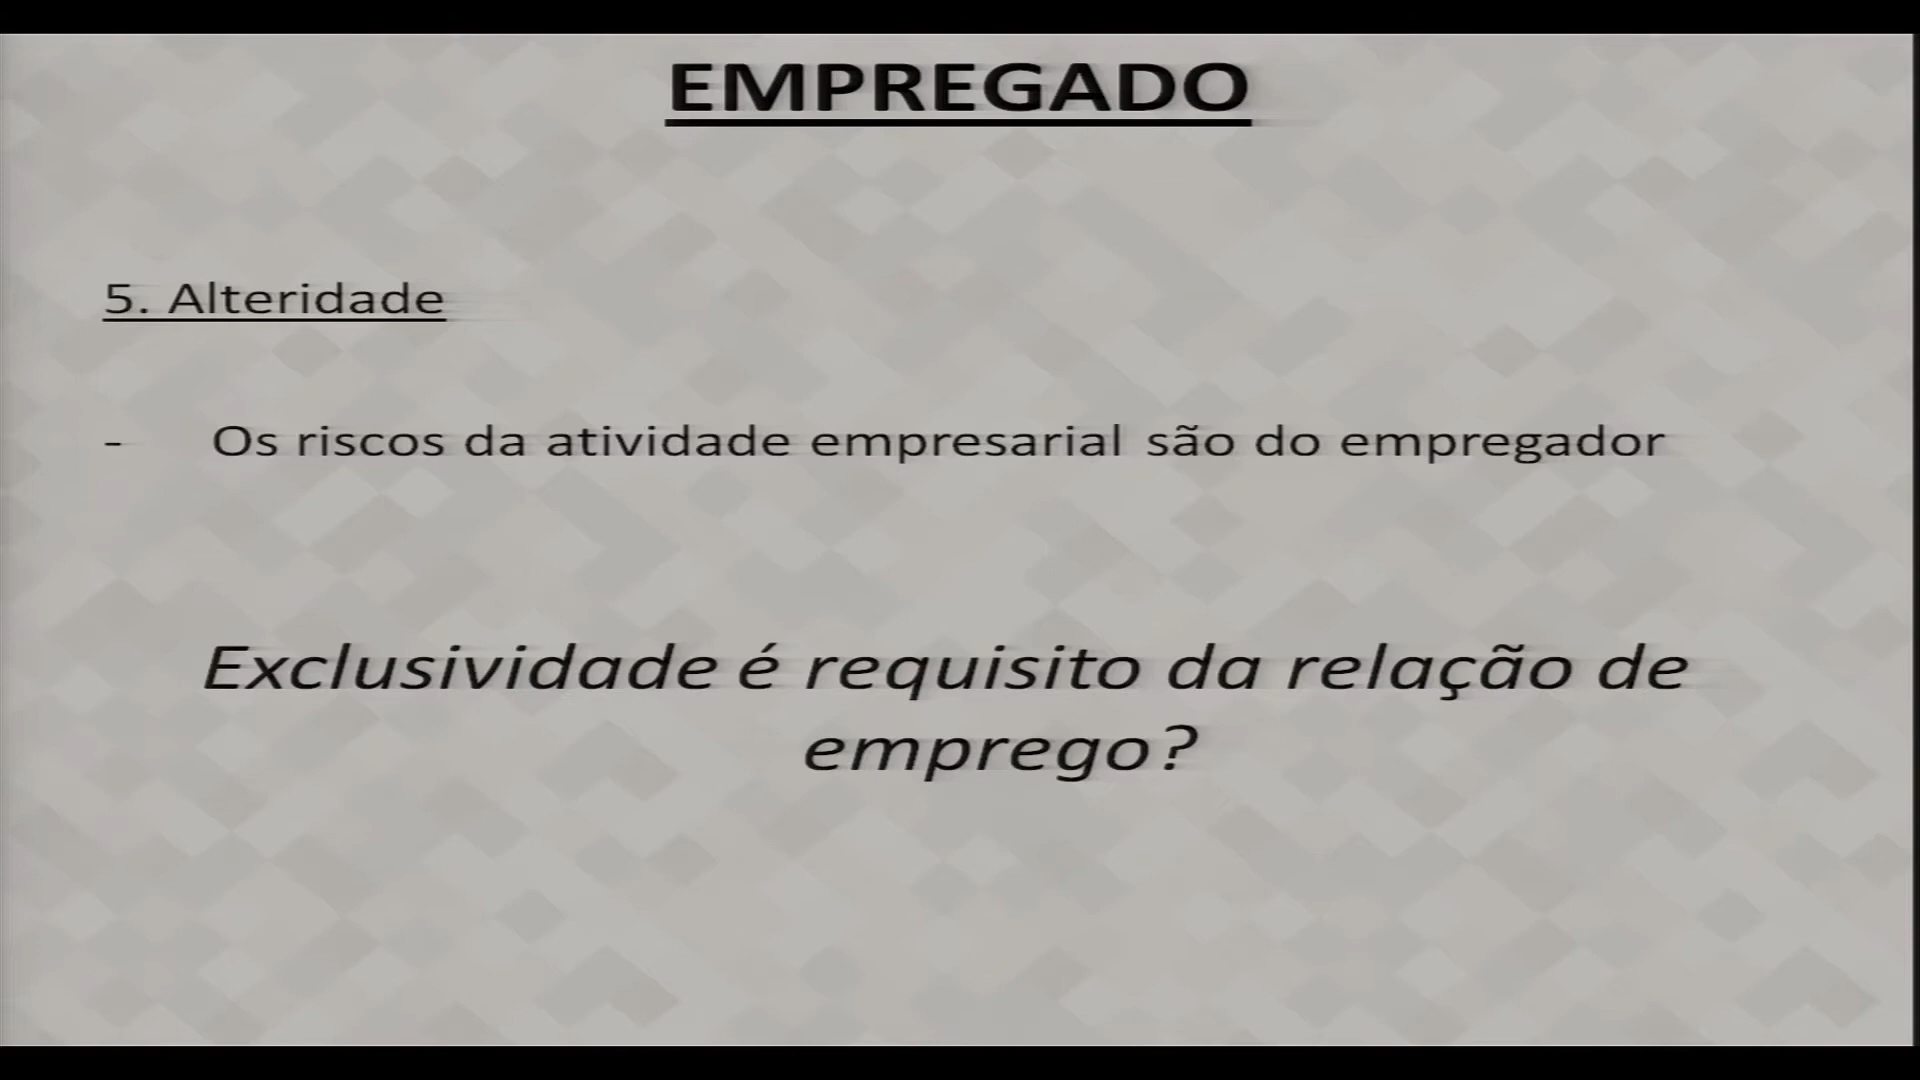 EMPREGADO
5. Alteridade
- Os riscos da atividade empresarial são do empregador
Exclusividade é requisito da relação de
emprego?